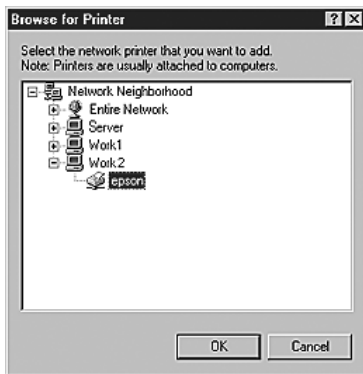 Browse for Printer
Select the network printer that you want to add.
Note: Printers are usually attached to computers.
Network Neighborhood
Entire Network
Server
Work1
Work2
epson
OK Cancel